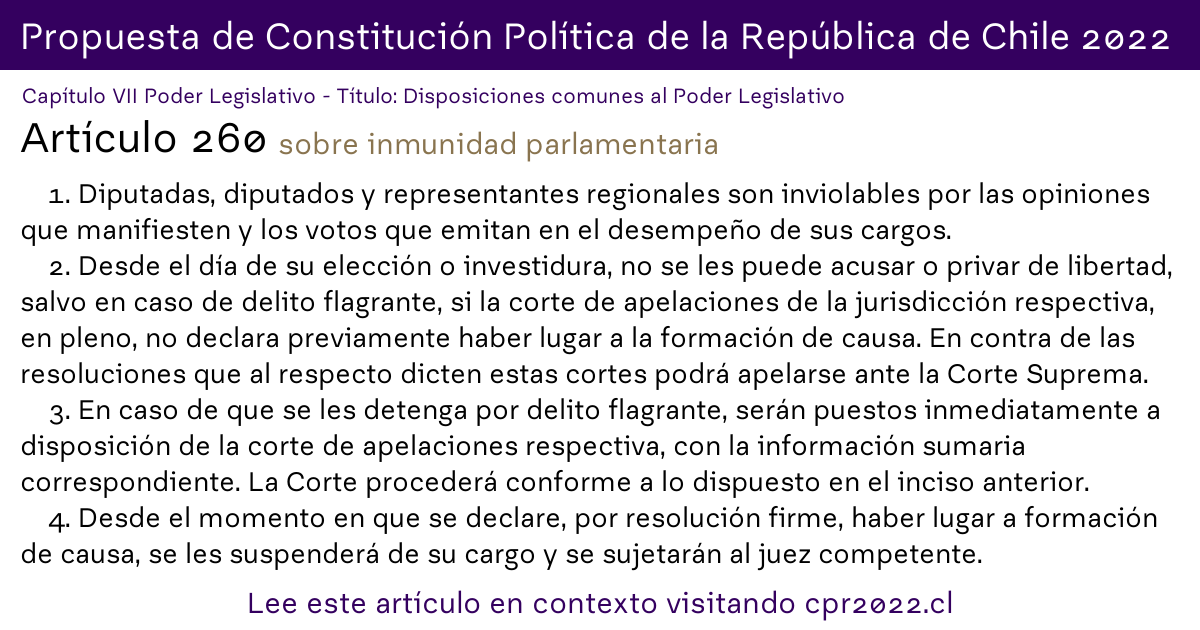 Propuesta de Constitución Política de la República de Chile 2022
Capítulo VII Poder Legislativo - Título: Disposiciones comunes al Poder Legislativo
Artículo 260 sobre inmunidad parlamentaria
1. Diputadas, diputados y representantes regionales son inviolables por las opiniones
que manifiesten y los votos que emitan en el desempeño de sus cargos.
2. Desde el día de su elección o investidura, no se les puede acusar o privar de libertad,
salvo en caso de delito flagrante, si la corte de apelaciones de la jurisdicción respectiva,
en pleno, no declara previamente haber lugar a la formación de causa. En contra de las
resoluciones que al respecto dicten estas cortes podrá apelarse ante la Corte Suprema.
3. En caso de que se les detenga por delito flagrante, serán puestos inmediatamente a
disposición de la corte de apelaciones respectiva, con la información sumaria
correspondiente. La Corte procederá conforme a lo dispuesto en el inciso anterior.
4. Desde el momento en que se declare, por resolución firme, haber lugar a formación
de causa, se les suspenderá de su cargo y se sujetarán al juez competente.
Lee este artículo en contexto visitando cpr2022.cl